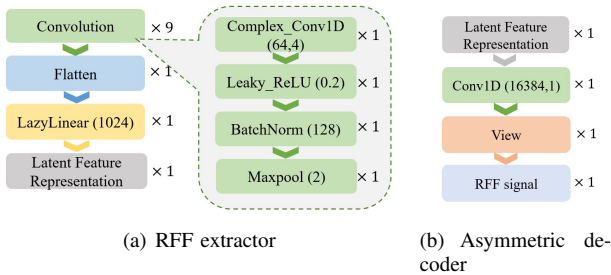 Convolution × 9
Flatten × 1
LazyLinear (1024) × 1
Latent Feature
Representation × 1
Complex_Conv1D
(64,4) × 1
Leaky_ReLU (0.2) × 1
BatchNorm (128) × 1
Maxpool (2) × 1
(a) RFF extractor
Latent Feature
Representation × 1
Conv1D (16384,1) × 1
View × 1
RFF signal × 1
(b) Asymmetric de-
coder